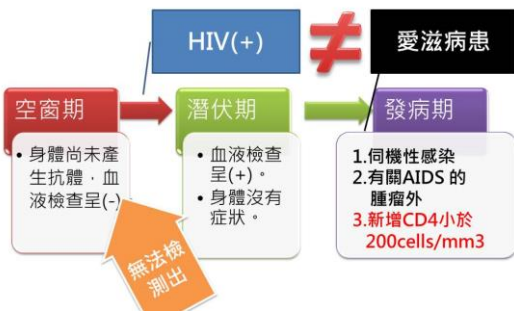 HIV(+)
≠
愛滋病患
空窗期
潛伏期
發病期
• 身體尚未產
生抗體，血
液檢查呈(-)
• 血液檢查
呈(+)。
• 身體沒有
症狀。
1.伺機性感染
2.有關AIDS 的
腫瘤外
3.新增CD4小於
200cells/mm3
無法檢
測出